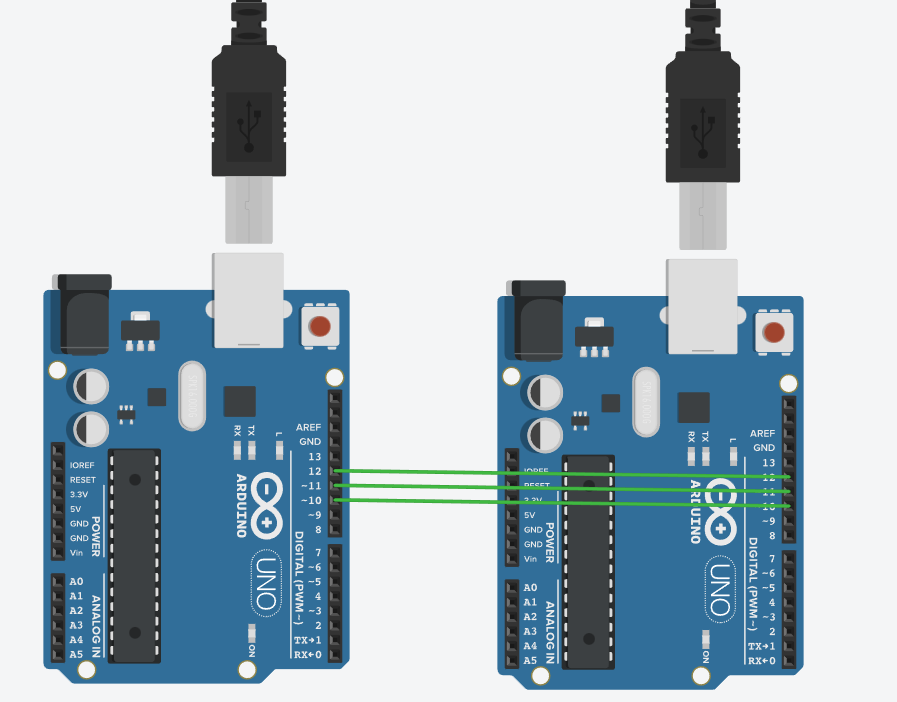 RX
TX
L
AREF
GND
13
12
~11
~10
~9
8
7
~6
~5
4
~3
2
TX→1
RX←0
DIGITAL (PWM~)
ARDUINO
UNO
ON
IOREF
RESET
3.3V
5V
GND
GND
Vin
POWER
A0
A1
A2
A3
A4
A5
ANALOG IN
RX
TX
L
AREF
GND
13
12
~9
8
7
~6
~5
4
~3
2
TX→1
RX←0
DIGITAL (PWM~)
ARDUINO
UNO
ON
IOREF
RESET
3.3V
5V
GND
GND
Vin
POWER
A0
A1
A2
A3
A4
A5
ANALOG IN